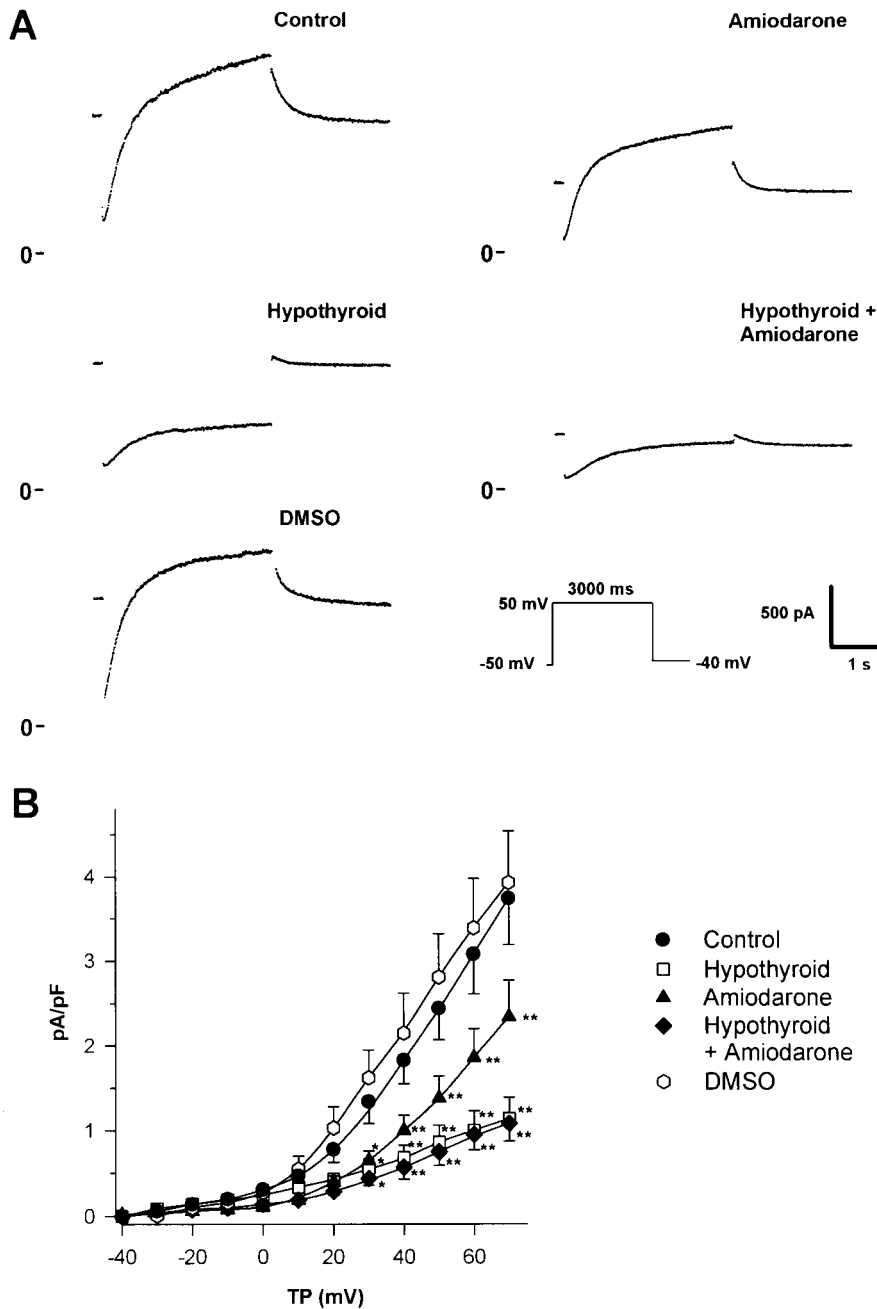 A
Control
Amiodarone
0-
0-
Hypothyroid
Hypothyroid +
Amiodarone
0-
0-
DMSO
0-
3000 ms
50 mV
-50 mV
-40 mV
500 pA
1 s
B
4
3
2
1
0
pA/pF
-40
-20
0
20
40
60
TP (mV)
*
*
*
**
**
**
**
**
**
**
**
**
**
**
**
Control
Hypothyroid
Amiodarone
Hypothyroid
+ Amiodarone
DMSO